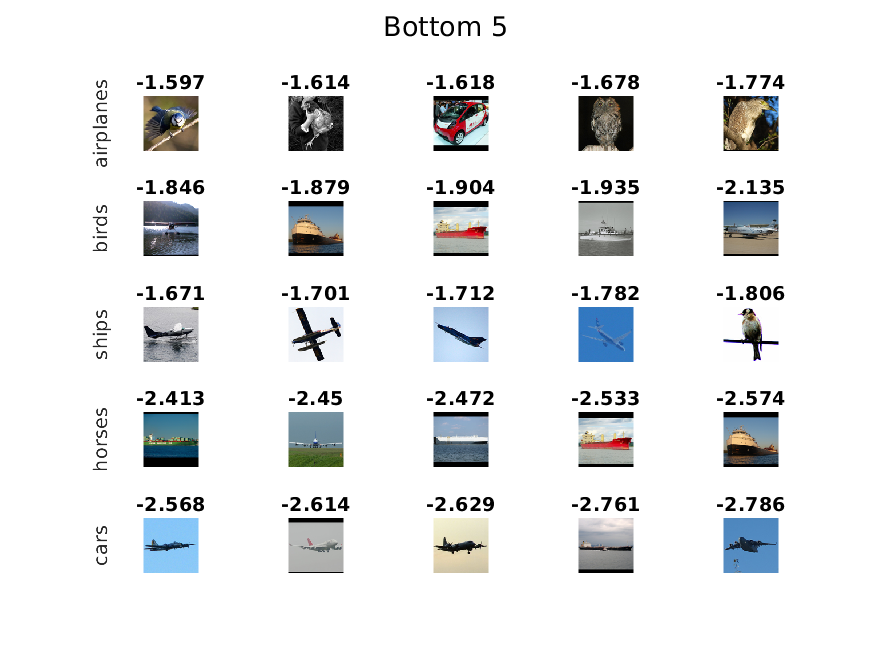 Bottom 5
airplanes
-1.597 -1.614 -1.618 -1.678 -1.774
birds
-1.846 -1.879 -1.904 -1.935 -2.135
ships
-1.671 -1.701 -1.712 -1.782 -1.806
horses
-2.413 -2.45 -2.472 -2.533 -2.574
cars
-2.568 -2.614 -2.629 -2.761 -2.786